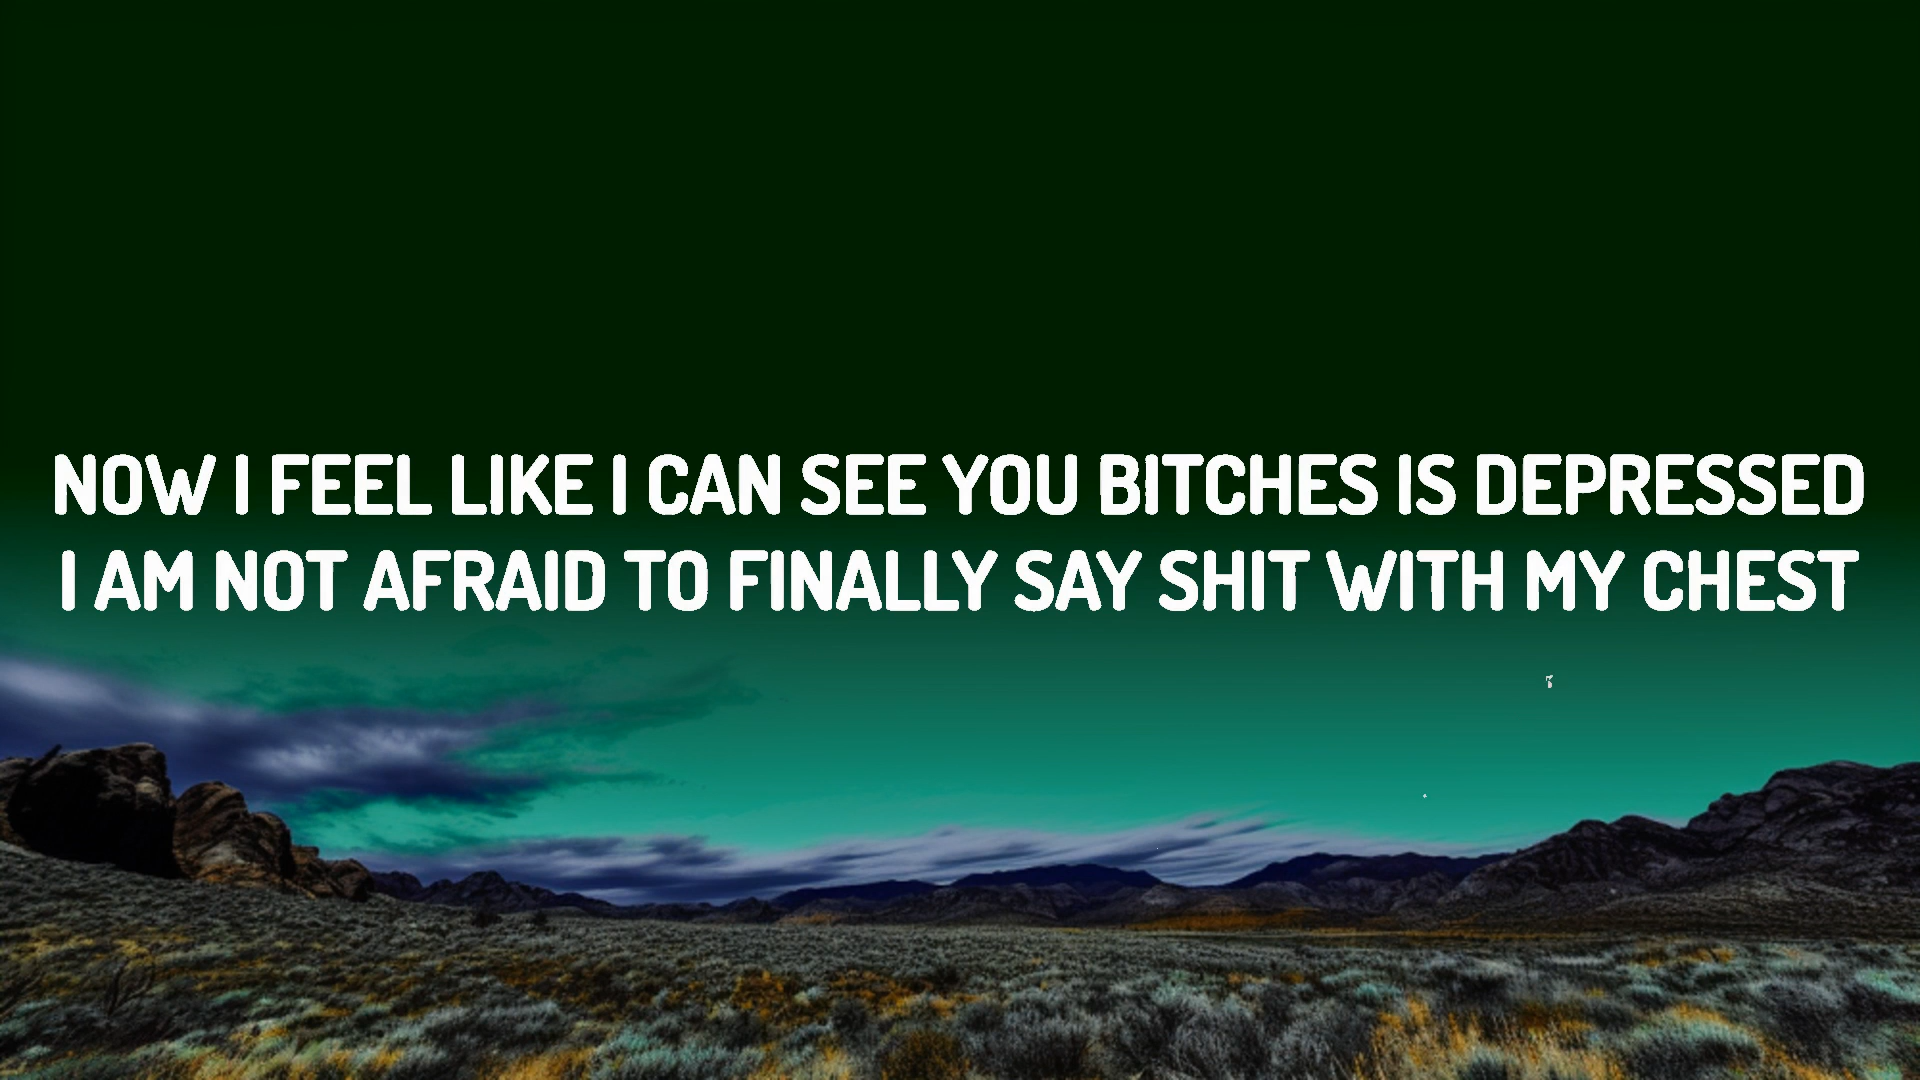 NOW I FEEL LIKE I CAN SEE YOU BITCHES IS DEPRESSED
I AM NOT AFRAID TO FINALLY SAY SHIT WITH MY CHEST